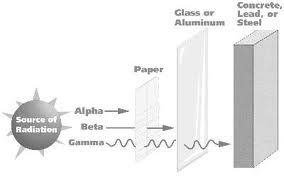 Concrete,
Lead, or
Steel
Glass or
Aluminum
Paper
Alpha
Beta
Gamma
Source of
Radiation